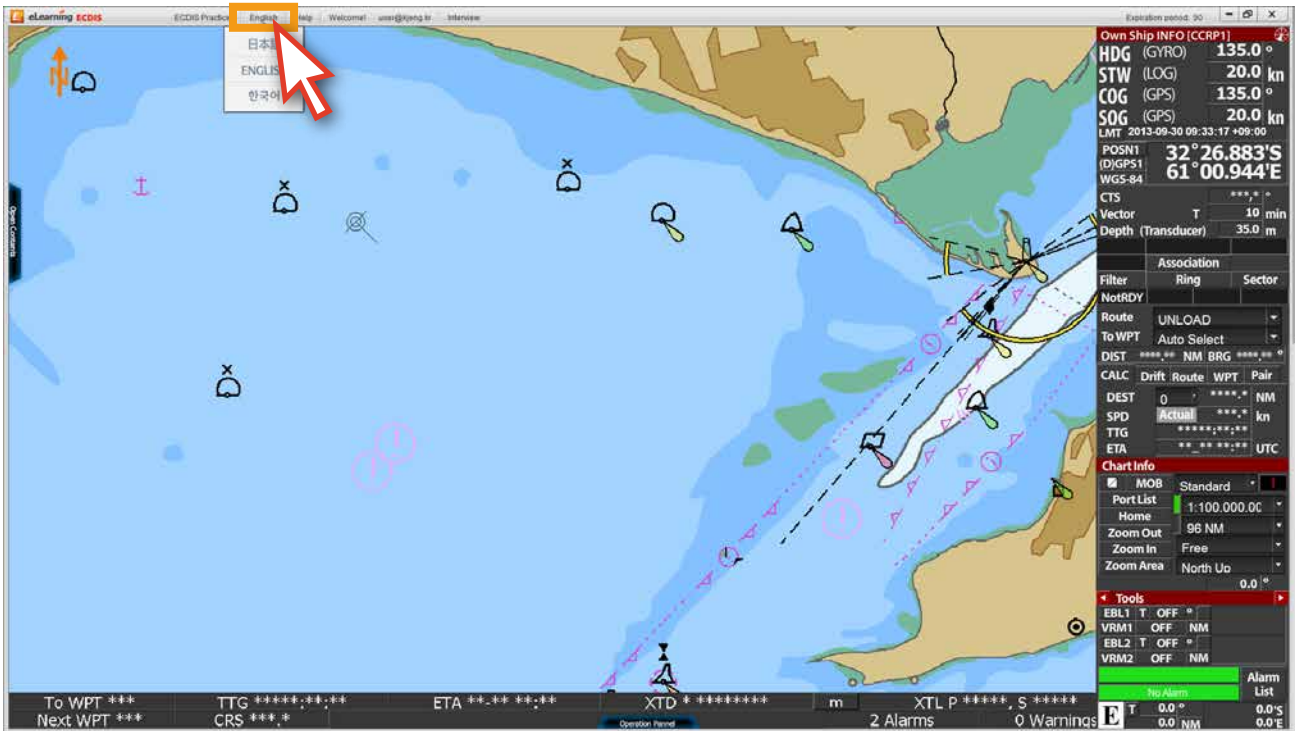 eLearning ECDIS ECDIS Practice English Help Welcome! user@kjeng.kr Interview Expiration period: 90
日本語
ENGLISH
한국어
N
Open Contents
Own Ship INFO [CCRP1]
HDG (GYRO) 135.0 °
STW (LOG) 20.0 kn
COG (GPS) 135.0 °
SOG (GPS) 20.0 kn
LMT 2013-09-30 09:33:17 +09:00
POSN1 32°26.883'S
(D)GPS1 61°00.944'E
WGS-84
CTS ***.* °
Vector T 10 min
Depth (Transducer) 35.0 m
Association
Filter Ring Sector
NotRDY
Route UNLOAD
To WPT Auto Select
DIST ****.** NM BRG ****.** °
CALC Drift Route WPT Pair
DEST 0 ' ****.* NM
SPD Actual ***.* kn
TTG *****:**:**
ETA **_** **:** UTC
Chart Info
MOB Standard !
Port List 1:100.000.00
Home 96 NM
Zoom Out
Zoom In Free
Zoom Area North Up
0.0 °
Tools
EBL1 T OFF °
VRM1 OFF NM
EBL2 T OFF °
VRM2 OFF NM
Alarm
No Alarm List
E T 0.0 ° 0.0'S
0.0 NM 0.0'E
To WPT *** TTG *****:**:** ETA **-** **:** XTD * ******** m XTL P *****, S *****
Next WPT *** CRS ***.* Operation Pannel 2 Alarms 0 Warnings